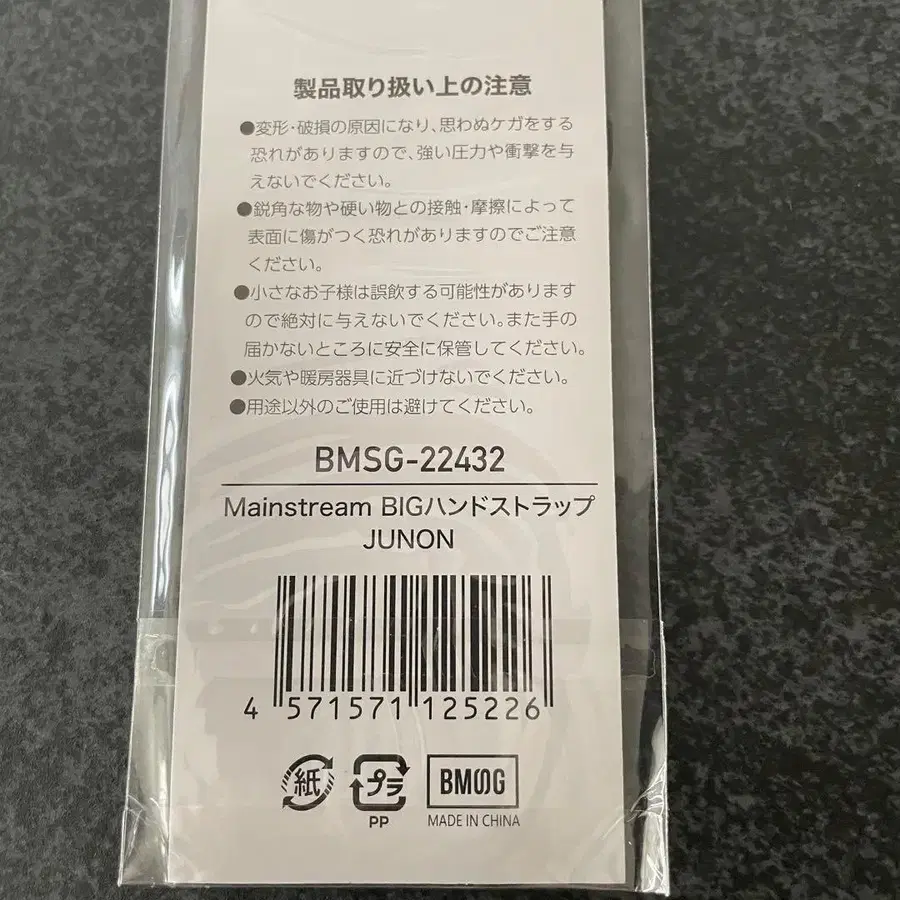 製品取り扱い上の注意
●変形・破損の原因になり、思わぬケガをする
恐れがありますので、強い圧力や衝撃を与
えないでください。
●鋭角な物や硬い物との接触・摩擦によって
表面に傷がつく恐れがありますのでご注意
ください。
●小さなお子様は誤飲する可能性があります
ので絶対に与えないでください。また手の
届かないところに安全に保管してください。
●火気や暖房器具に近づけないでください。
●用途以外のご使用は避けてください。
BMSG-22432
Mainstream BIGハンドストラップ
JUNON
4 571571 125226
紙 プラ BMSG
PP MADE IN CHINA